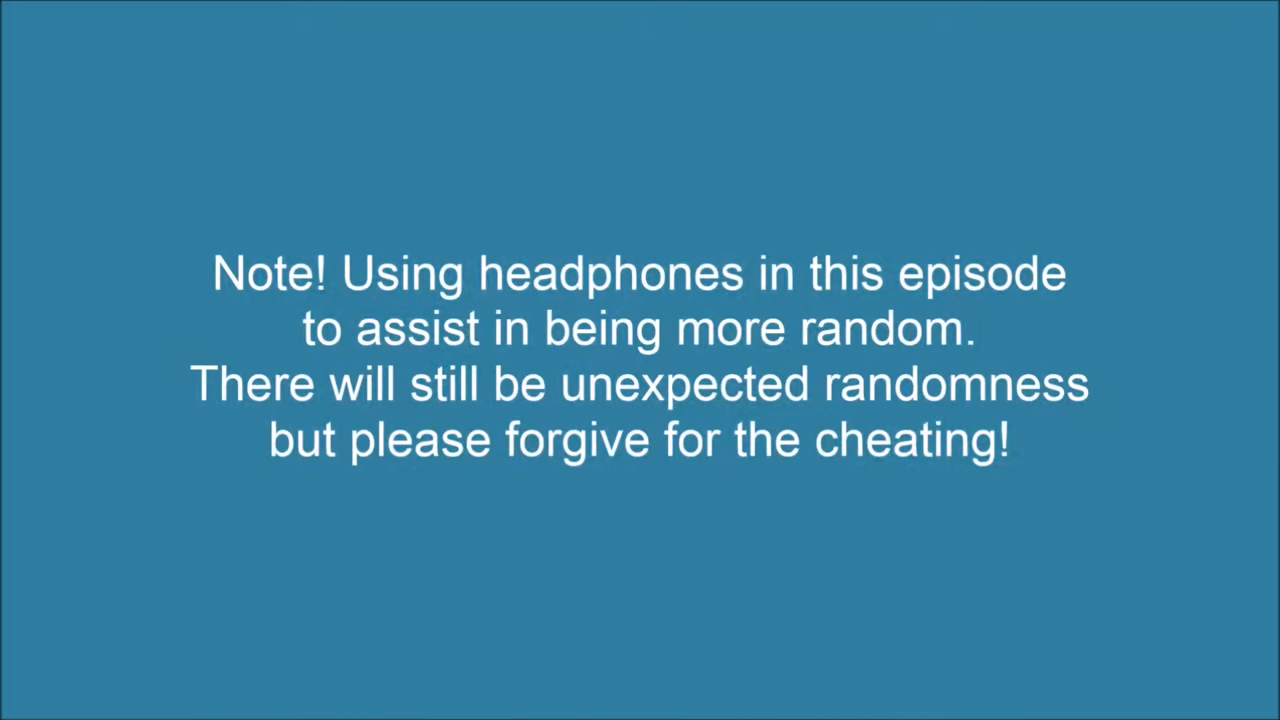 Note! Using headphones in this episode
to assist in being more random.
There will still be unexpected randomness
but please forgive for the cheating!